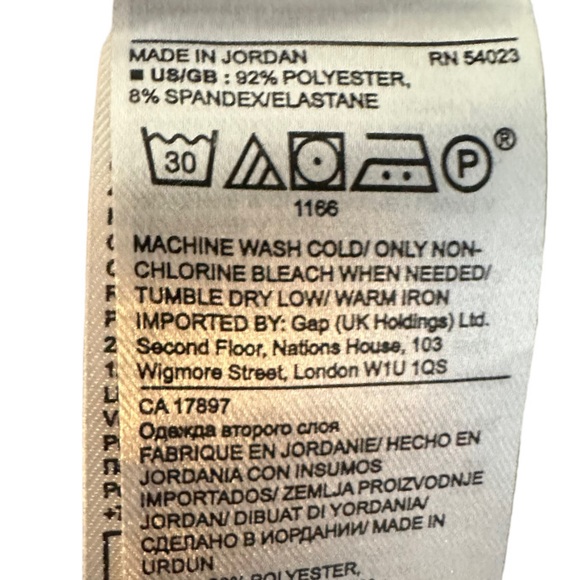 MADE IN JORDAN RN 54023
■ US/GB : 92% POLYESTER,
8% SPANDEX/ELASTANE
30 P ®
1166
MACHINE WASH COLD/ ONLY NON-
CHLORINE BLEACH WHEN NEEDED/
TUMBLE DRY LOW/ WARM IRON
IMPORTED BY: Gap (UK Holdings) Ltd.
Second Floor, Nations House, 103
Wigmore Street, London W1U 1QS
CA 17897
Одежда второго слоя
FABRIQUE EN JORDANIE/ HECHO EN
JORDANIA CON INSUMOS
IMPORTADOS/ ZEMLJA PROIZVODNJE
JORDAN/ DIBUAT DI YORDANIA/
СДЕЛАНО В ИОРДАНИИ/ MADE IN
URDUN
POLYESTER,